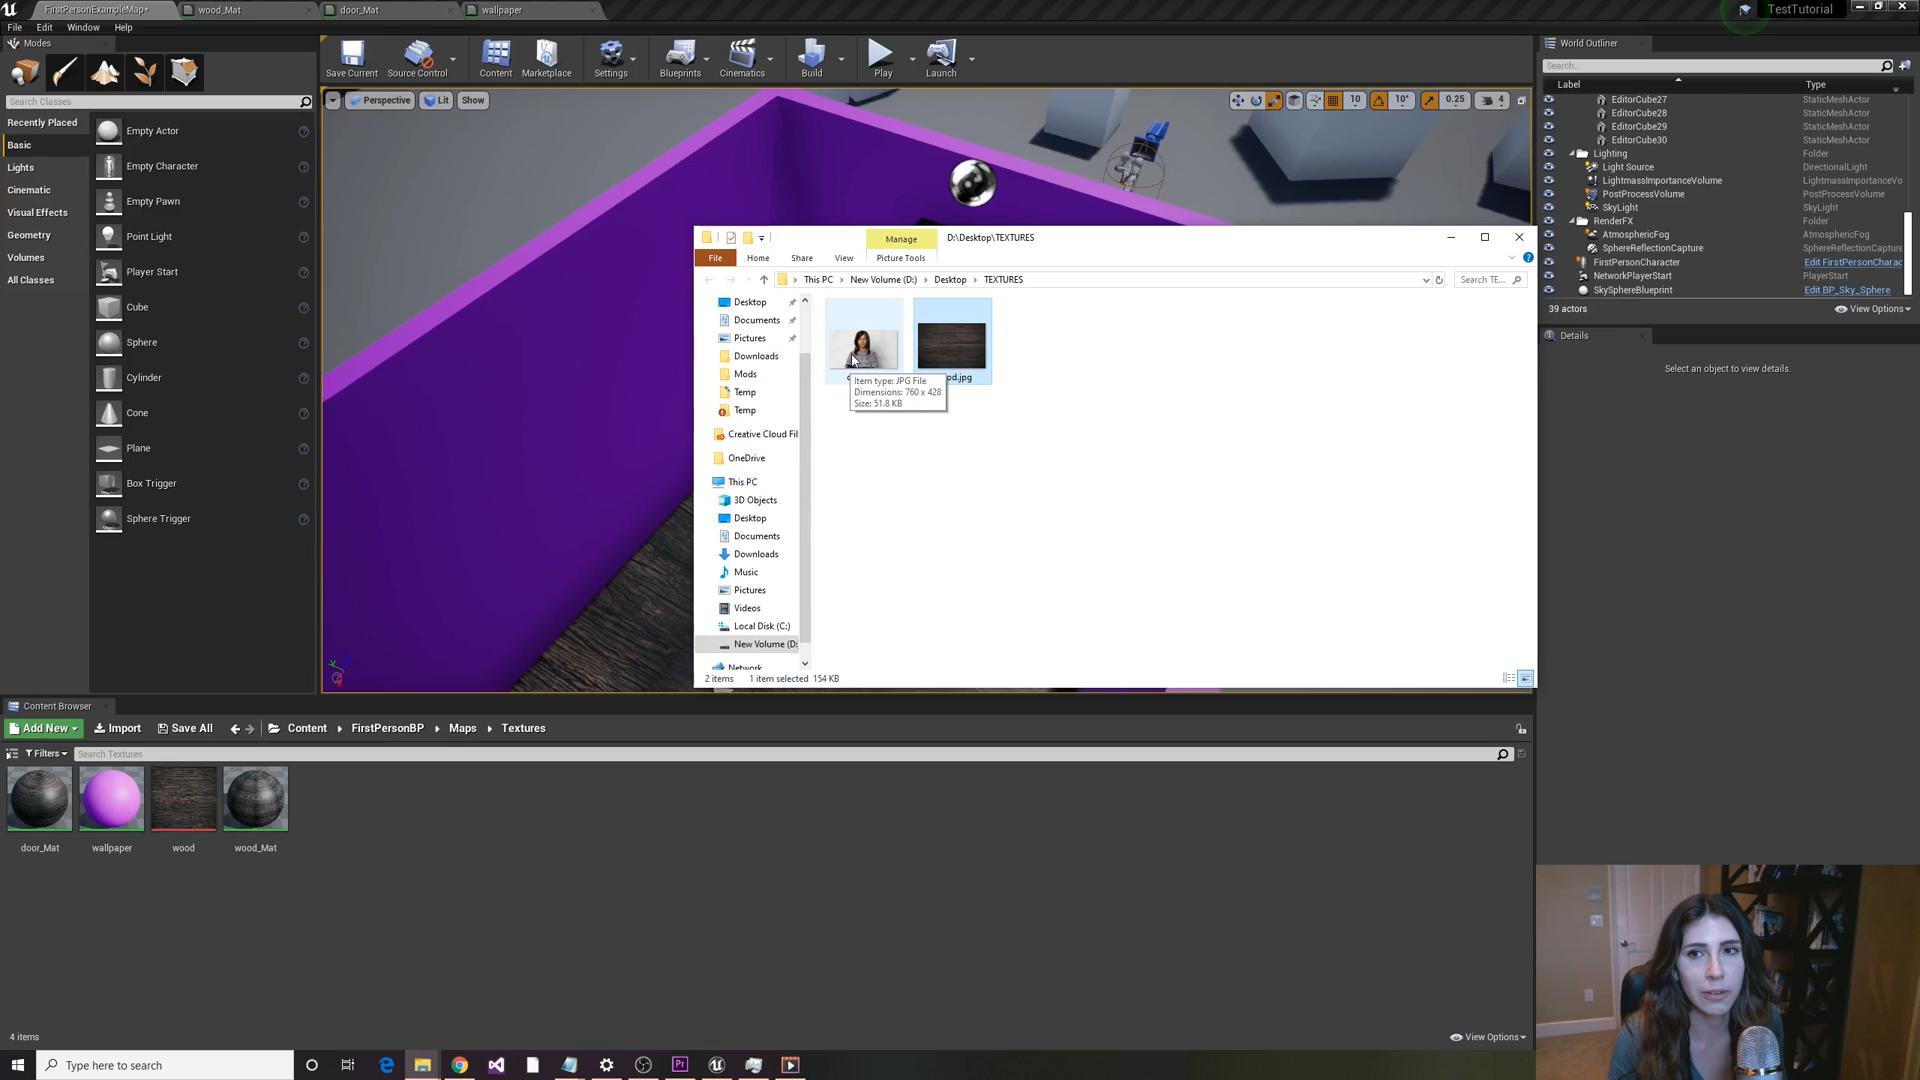 FirstPersonExampleMap*
wood_Mat
door_Mat
wallpaper
TestTutorial
File Edit Window Help
Modes
Save Current
Source Control
Content
Marketplace
Settings
Blueprints
Cinematics
Build
Play
Launch
World Outliner
Search...
Label
Type
Search Classes
Perspective
Lit
Show
10
10°
0.25
4
Recently Placed
Basic
Lights
Cinematic
Visual Effects
Geometry
Volumes
All Classes
Empty Actor
Empty Character
Empty Pawn
Point Light
Player Start
Cube
Sphere
Cylinder
Cone
Plane
Box Trigger
Sphere Trigger
EditorCube27 StaticMeshActor
EditorCube28 StaticMeshActor
EditorCube29 StaticMeshActor
EditorCube30 StaticMeshActor
Lighting Folder
Light Source DirectionalLight
LightmassImportanceVolume LightmassImportanceVo
PostProcessVolume PostProcessVolume
SkyLight SkyLight
RenderFX Folder
AtmosphericFog AtmosphericFog
SphereReflectionCapture SphereReflectionCapture
FirstPersonCharacter Edit FirstPersonCharac
NetworkPlayerStart PlayerStart
SkySphereBlueprint Edit BP_Sky_Sphere
39 actors
View Options
Details
Select an object to view details.
Manage
D:\Desktop\TEXTURES
File Home Share View Picture Tools
This PC New Volume (D:) Desktop TEXTURES
Search TE...
Desktop
Documents
Pictures
Downloads
Mods
Temp
Temp
Creative Cloud Fil
OneDrive
This PC
3D Objects
Desktop
Documents
Downloads
Music
Pictures
Videos
Local Disk (C:)
New Volume (D:
Network
od.jpg
Item type: JPG File
Dimensions: 760 x 428
Size: 51.8 KB
2 items 1 item selected 154 KB
Content Browser
Add New
Import
Save All
Content FirstPersonBP Maps Textures
Filters
Search Textures
door_Mat
wallpaper
wood
wood_Mat
4 items
View Options
Type here to search